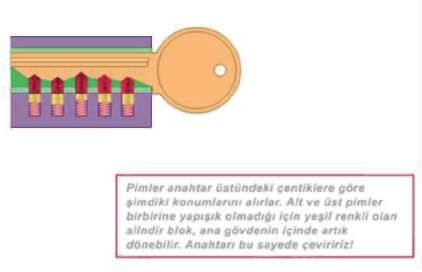 Pimler anahtar üstündeki çentiklere göre
şimdiki konumlarını alırlar. Alt ve üst pimler
birbirine yapışık olmadığı için yeşil renkli olan
silndir blok, ana gövdenin içinde artık
dönebilir. Anahtarı bu sayede çeviririz!